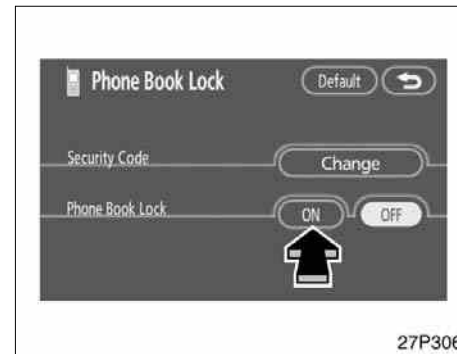 Phone Book Lock Default
Security Code Change
Phone Book Lock ON OFF
27P306